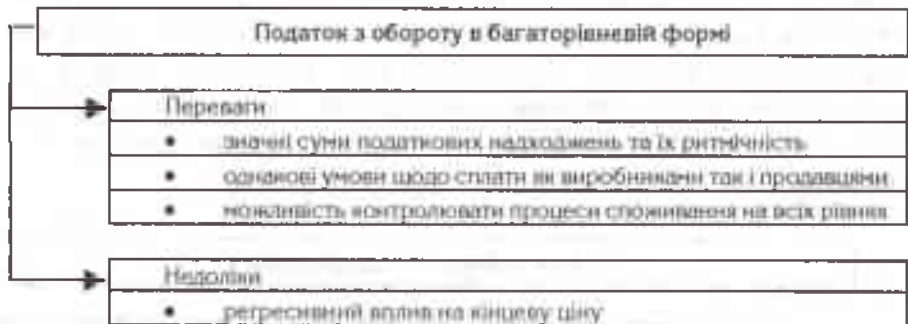 Податок з обороту в багаторівневій формі
Переваги
• значні суми податкових надходжень та їх ритмічність
• однакові умови щодо сплати як виробниками так і продавцями
• можливість контролювати процеси споживання на всіх рівнях
Недоліки
• регресивний вплив на кінцеву ціну